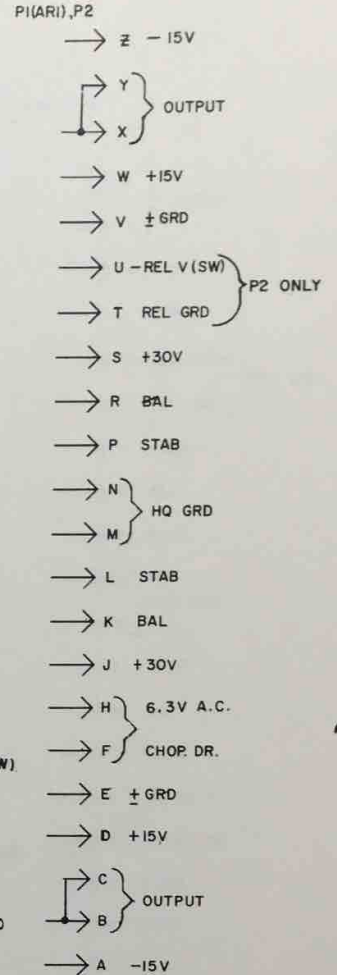 P1(AR1),P2
Z -15V
Y
OUTPUT
X
W +15V
V ± GRD
U -REL V(SW)
P2 ONLY
T REL GRD
S +30V
R BAL
P STAB
N
HQ GRD
M
L STAB
K BAL
J +30V
H 6.3V A.C.
F CHOP. DR.
W)
E ± GRD
D +15V
C
OUTPUT
B
A -15V